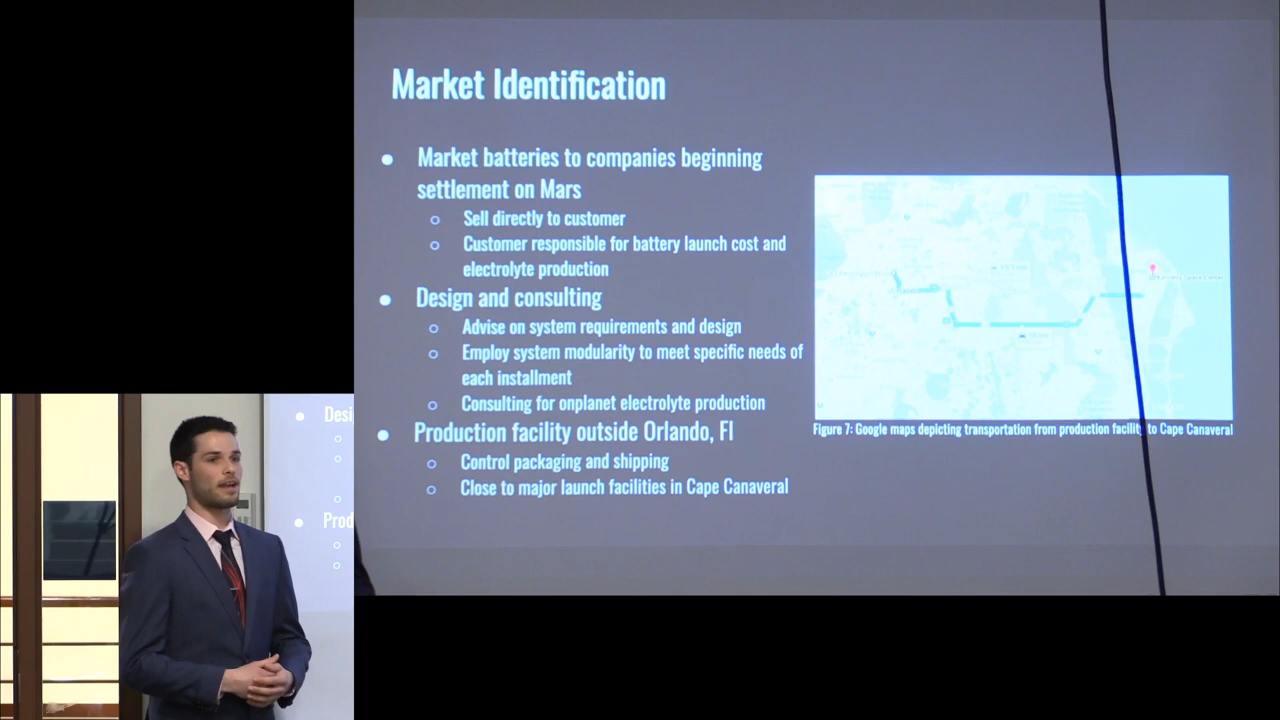 Market Identification
● Market batteries to companies beginning
settlement on Mars
○ Sell directly to customer
○ Customer responsible for battery launch cost and
electrolyte production
● Design and consulting
○ Advise on system requirements and design
○ Employ system modularity to meet specific needs of
each installment
○ Consulting for onplanet electrolyte production
● Production facility outside Orlando, Fl
○ Control packaging and shipping
○ Close to major launch facilities in Cape Canaveral
Figure 7: Google maps depicting transportation from production facility to Cape Canaveral
● Desi
● Prod